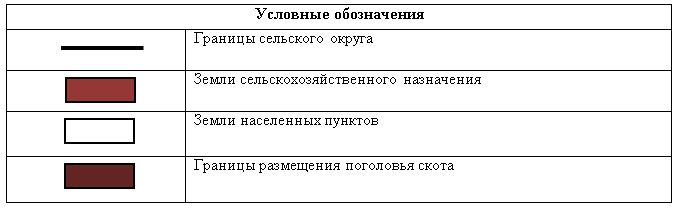 Условные обозначения
Границы сельского округа
Земли сельскохозяйственного назначения
Земли населенных пунктов
Границы размещения поголовья скота